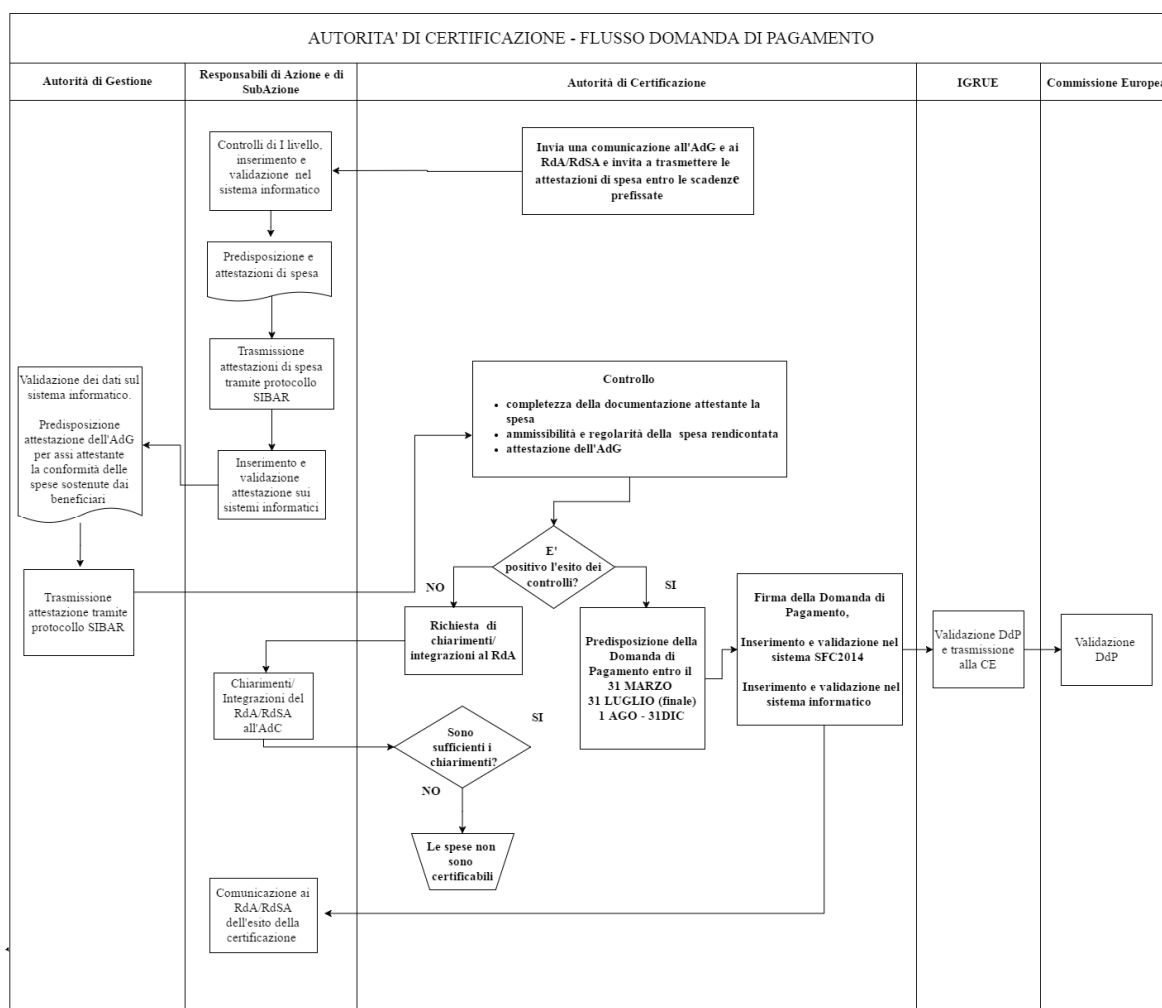 AUTORITA' DI CERTIFICAZIONE - FLUSSO DOMANDA DI PAGAMENTO
Autorità di Gestione
Responsabili di Azione e di
SubAzione
Autorità di Certificazione
IGRUE
Commissione Europea
Controlli di I livello,
inserimento e
validazione nel
sistema informatico
Invia una comunicazione all'AdG e ai
RdA/RdSA e invita a trasmettere le
attestazioni di spesa entro le scadenze
prefissate
Predisposizione e
attestazioni di spesa
Trasmissione
attestazioni di spesa
tramite protocollo
SIBAR
Validazione dei dati sul
sistema informatico.
Predisposizione
attestazione dell'AdG
per assi attestante
la conformità delle
spese sostenute dai
beneficiari
Inserimento e
validazione
attestazione sui
sistemi informatici
Controllo
• completezza della documentazione attestante la
spesa
• ammissibilità e regolarità della spesa rendicontata
• attestazione dell'AdG
Trasmissione
attestazione tramite
protocollo SIBAR
E'
positivo l'esito dei
controlli?
NO
SI
Richiesta di
chiarimenti/
integrazioni al RdA
Predisposizione della
Domanda di
Pagamento entro il
31 MARZO
31 LUGLIO (finale)
1 AGO - 31DIC
Firma della Domanda di
Pagamento,
Inserimento e validazione nel
sistema SFC2014
Inserimento e validazione nel
sistema informatico
Validazione DdP
e trasmissione
alla CE
Validazione
DdP
Chiarimenti/
Integrazioni del
RdA/RdSA
all'AdC
Sono
sufficienti i
chiarimenti?
SI
NO
Le spese non
sono
certificabili
Comunicazione ai
RdA/RdSA
dell'esito della
certificazione